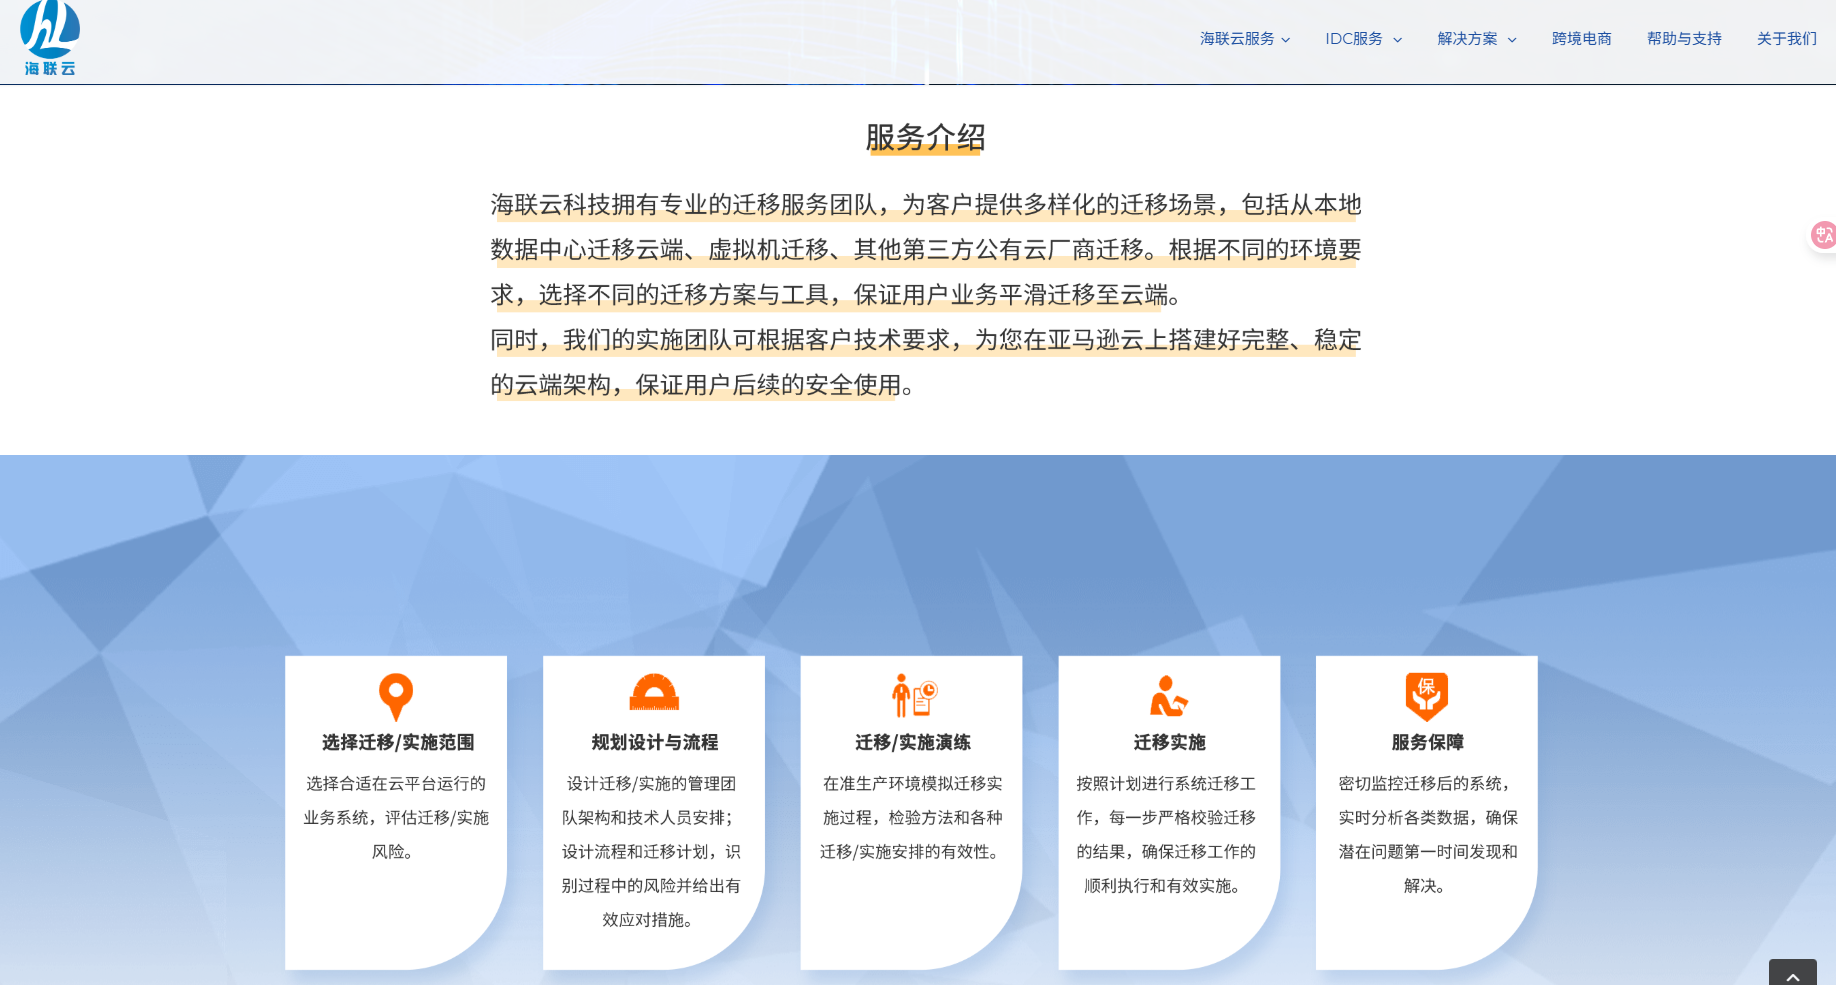 hL
海联云
海联云服务
IDC服务
解决方案
跨境电商
帮助与支持
关于我们
服务介绍
海联云科技拥有专业的迁移服务团队，为客户提供多样化的迁移场景，包括从本地
数据中心迁移云端、虚拟机迁移、其他第三方公有云厂商迁移。根据不同的环境要
求，选择不同的迁移方案与工具，保证用户业务平滑迁移至云端。
同时，我们的实施团队可根据客户技术要求，为您在亚马逊云上搭建好完整、稳定
的云端架构，保证用户后续的安全使用。
中A
选择迁移/实施范围
选择合适在云平台运行的
业务系统，评估迁移/实施
风险。
规划设计与流程
设计迁移/实施的管理团
队架构和技术人员安排；
设计流程和迁移计划，识
别过程中的风险并给出有
效应对措施。
迁移/实施演练
在准生产环境模拟迁移实
施过程，检验方法和各种
迁移/实施安排的有效性。
迁移实施
按照计划进行系统迁移工
作，每一步严格校验迁移
的结果，确保迁移工作的
顺利执行和有效实施。
保
服务保障
密切监控迁移后的系统，
实时分析各类数据，确保
潜在问题第一时间发现和
解决。